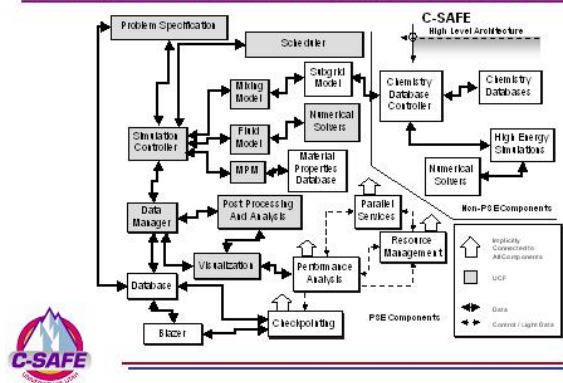 Problem Specification
C-SAFE
High Level Architecture
Scheduler
Subgrid
Model
Mixing
Model
Chemistry
Database
Controller
Chemistry
Databases
Simulation
Controller
Fluid
Model
Numerical
Solvers
High Energy
Simulations
MPM
Material
Properties
Database
Numerical
Solvers
Non-PSE Components
Data
Manager
Post Processing
And Analysis
Parallel
Services
Resource
Management
Implicitly
Connected to
All Components
Visualization
Performance
Analysis
UCF
Database
Data
Blazer
Checkpointing
PSE Components
Control / Light Data
C-SAFE
UNIVERSITY OF UTAH